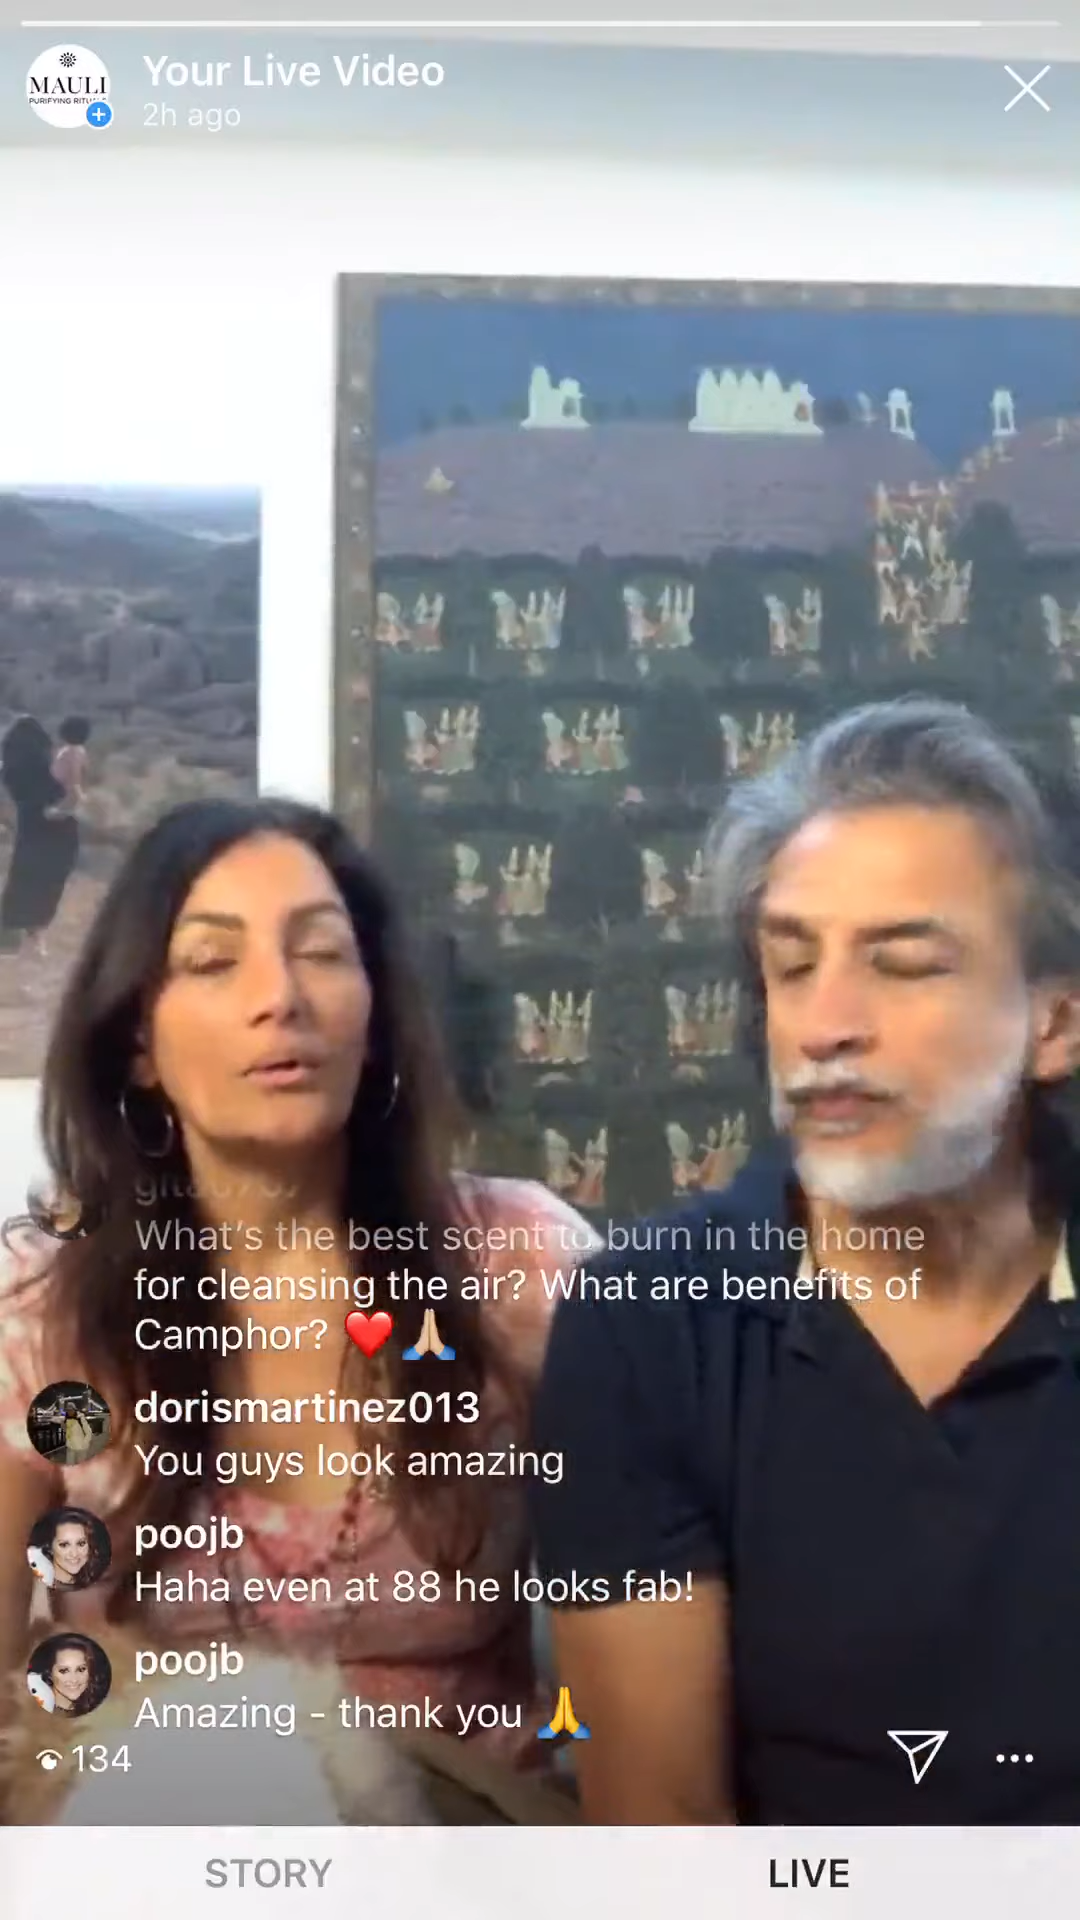 MAULI
Your Live Video
2h ago
What's the best scent to burn in the home
for cleansing the air? What are benefits of
Camphor? ❤️ 🙏🏼
dorismartinez013
You guys look amazing
poojb
Haha even at 88 he looks fab!
poojb
Amazing - thank you 🙏
134
STORY
LIVE